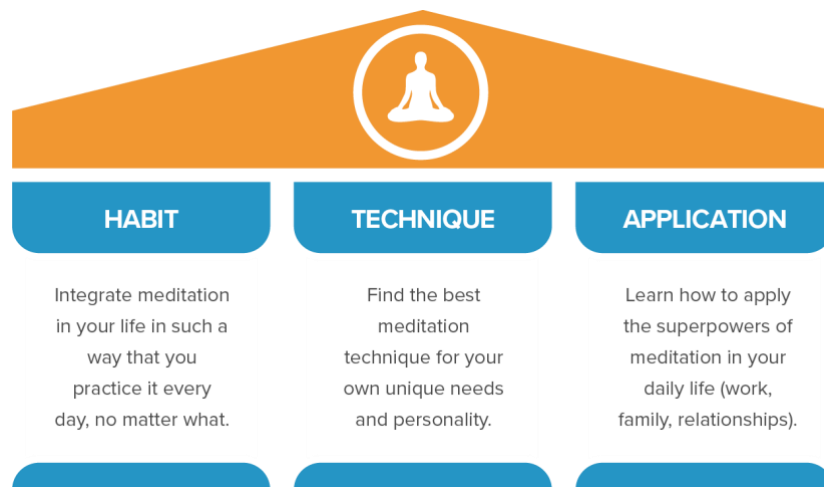 HABIT
Integrate meditation
in your life in such a
way that you
practice it every
day, no matter what.
TECHNIQUE
Find the best
meditation
technique for your
own unique needs
and personality.
APPLICATION
Learn how to apply
the superpowers of
meditation in your
daily life (work,
family, relationships).